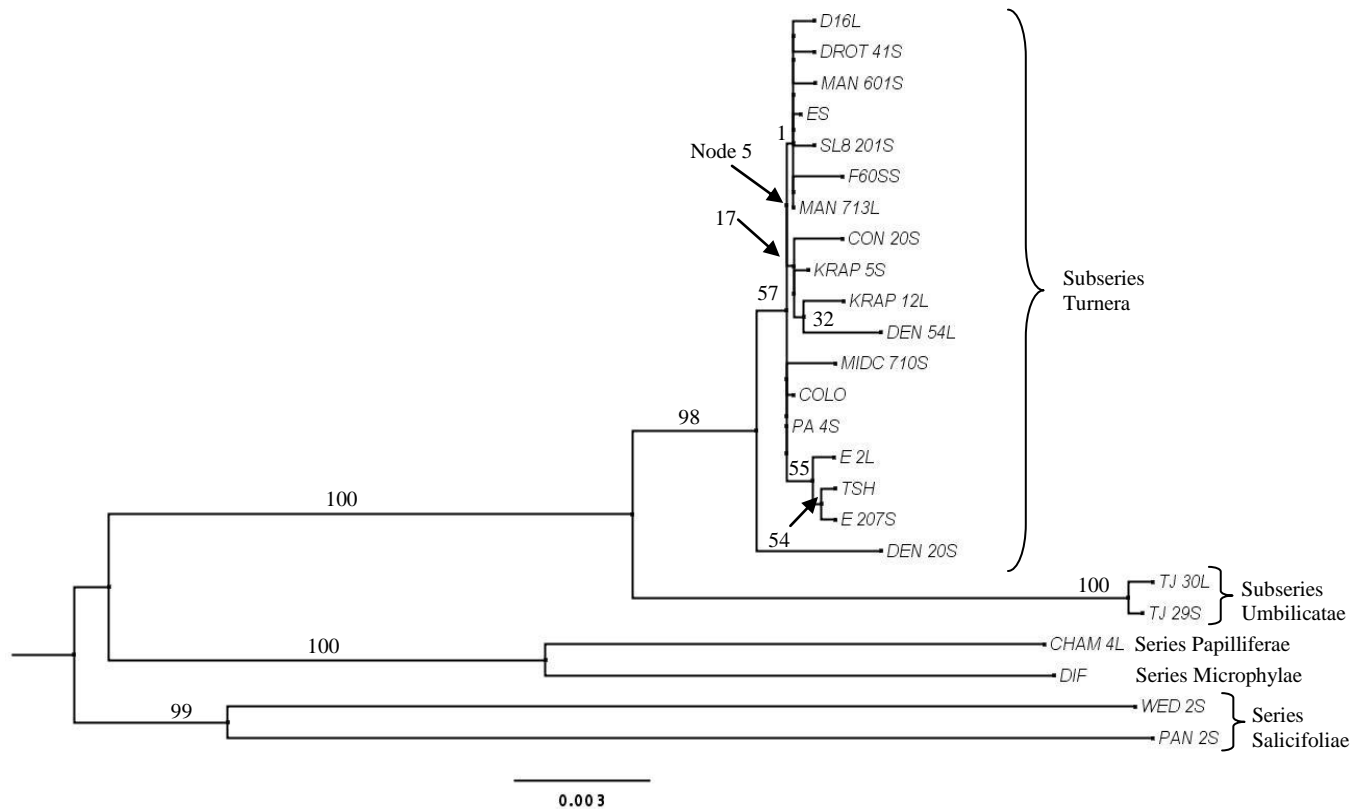 D16L
DROT 41S
MAN 601S
ES
1
SL8 201S
Node 5
F60SS
MAN 713L
17
CON 20S
KRAP 5S
Subseries
Turnera
57
KRAP 12L
32
DEN 54L
MIDC 710S
COLO
98
PA 4S
E 2L
55
TSH
100
E 207S
54
DEN 20S
100
TJ 30L
Subseries
Umbilicatae
TJ 29S
100
CHAM 4L Series Papilliferae
DIF Series Microphylae
99
WED 2S
Series
Salicifoliae
PAN 2S
0.003